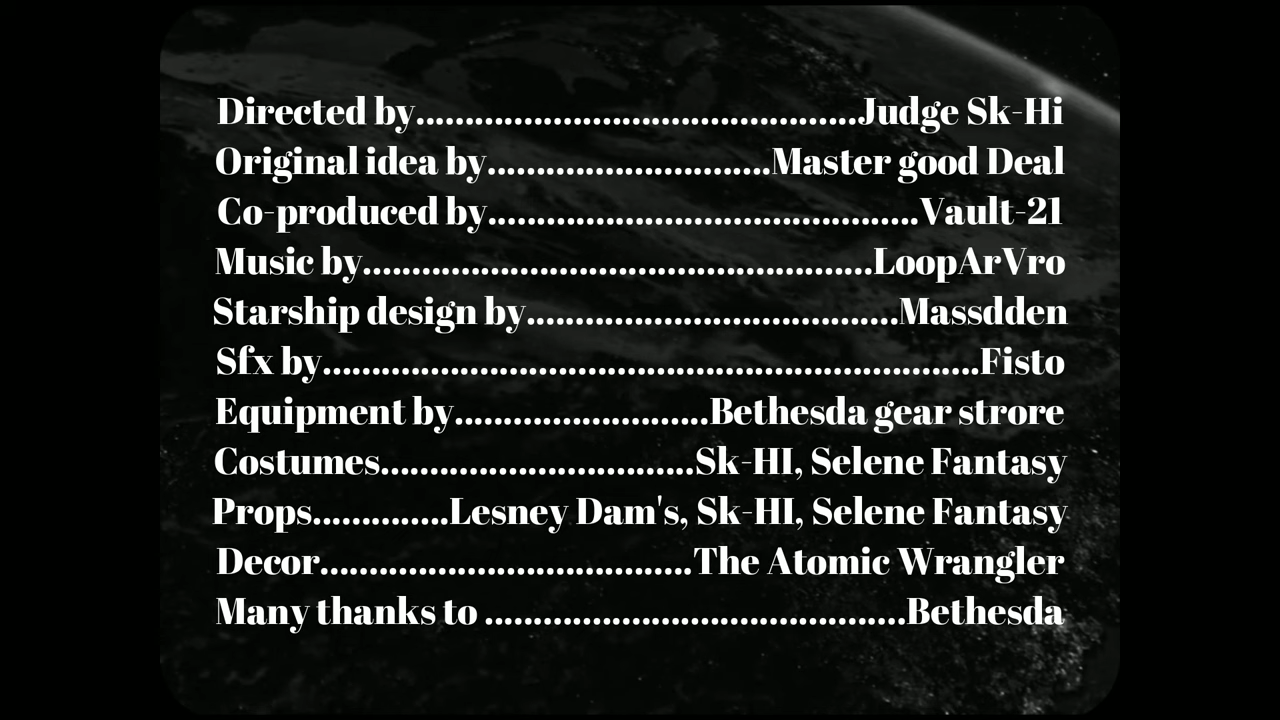 Directed by............................................Judge Sk-Hi
Original idea by............................Master good Deal
Co-produced by...........................................Vault-21
Music by...................................................LoopArVro
Starship design by.....................................Massdden
Sfx by.................................................................Fisto
Equipment by.........................Bethesda gear strore
Costumes...............................Sk-HI, Selene Fantasy
Props..............Lesney Dam's, Sk-HI, Selene Fantasy
Decor.....................................The Atomic Wrangler
Many thanks to ..........................................Bethesda